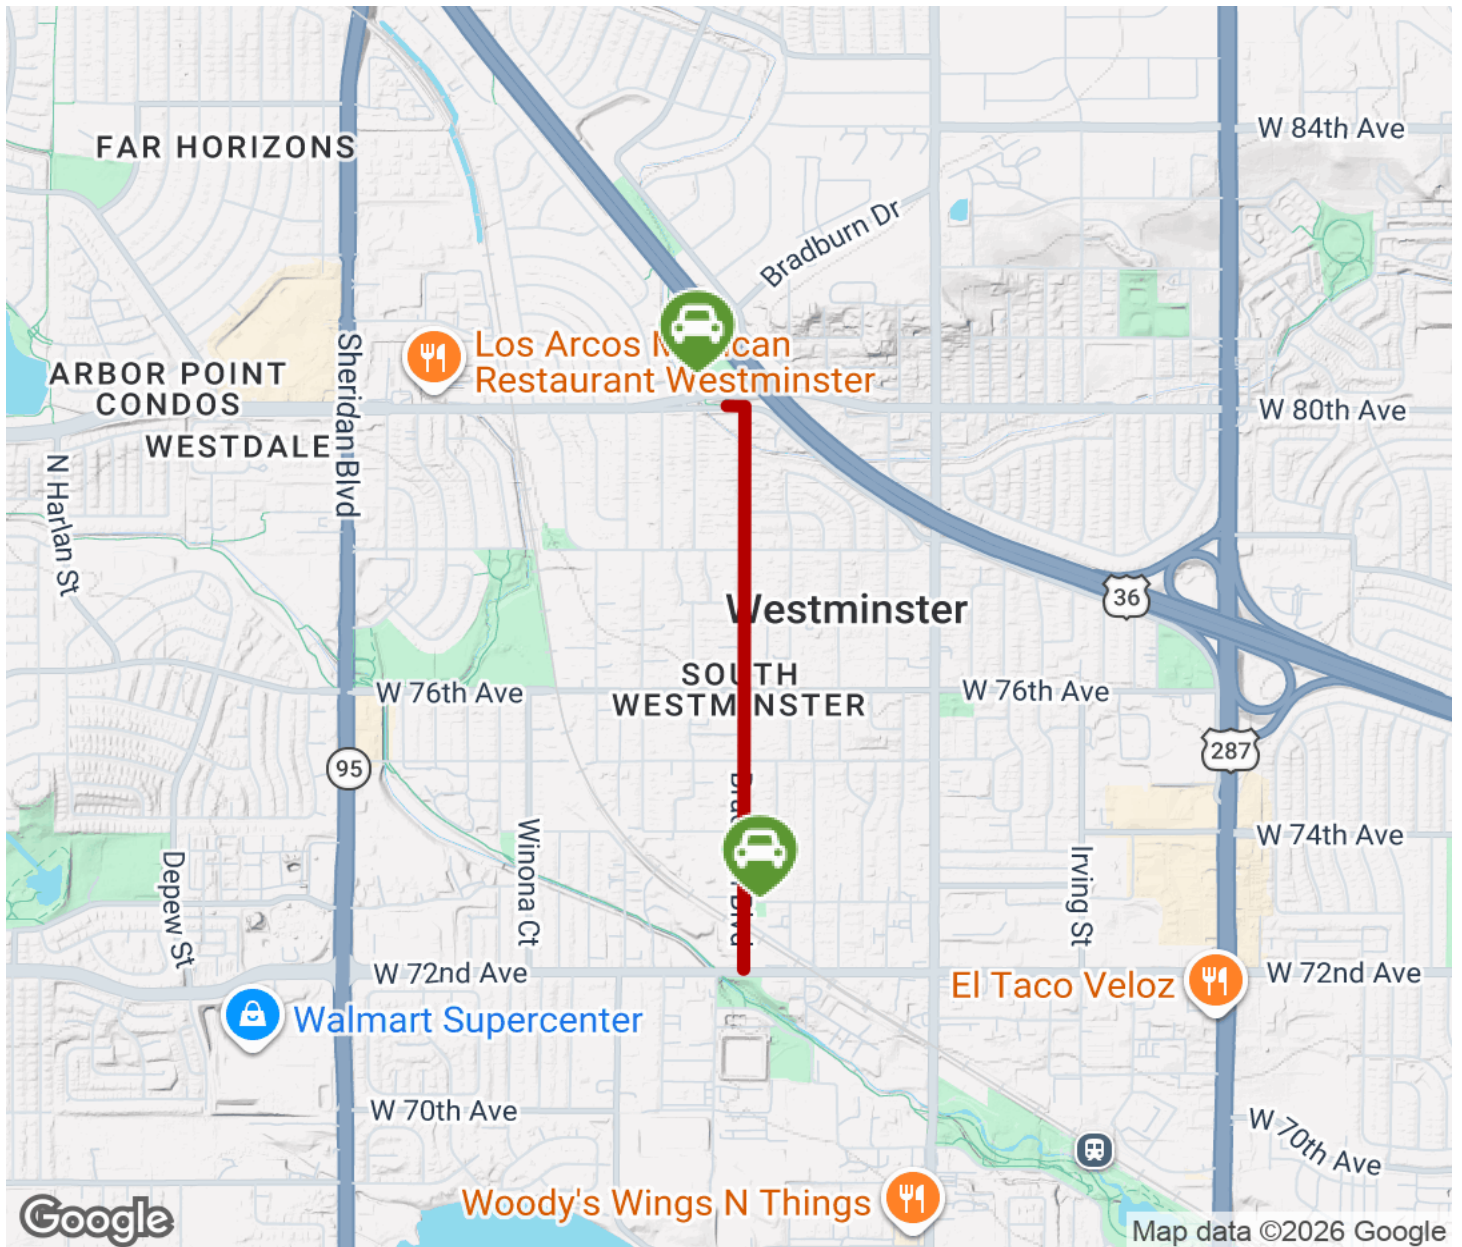 W 84th Ave
FAR HORIZONS
Bradburn Dr
Los Arcos M can
Restaurant Westminster
Sheridan Blvd
ARBOR POINT
CONDOS
W 80th Ave
WESTDALE
N Harlan St
36
Westminster
SOUTH
WESTMINSTER
W 76th Ave
W 76th Ave
287
95
W 74th Ave
Winona Ct
Irving St
Depew St
Blvd
W 72nd Ave
W 72nd Ave
El Taco Veloz
Walmart Supercenter
W 70th Ave
W 70th Ave
Woody's Wings N Things
Google
Map data ©2026 Google